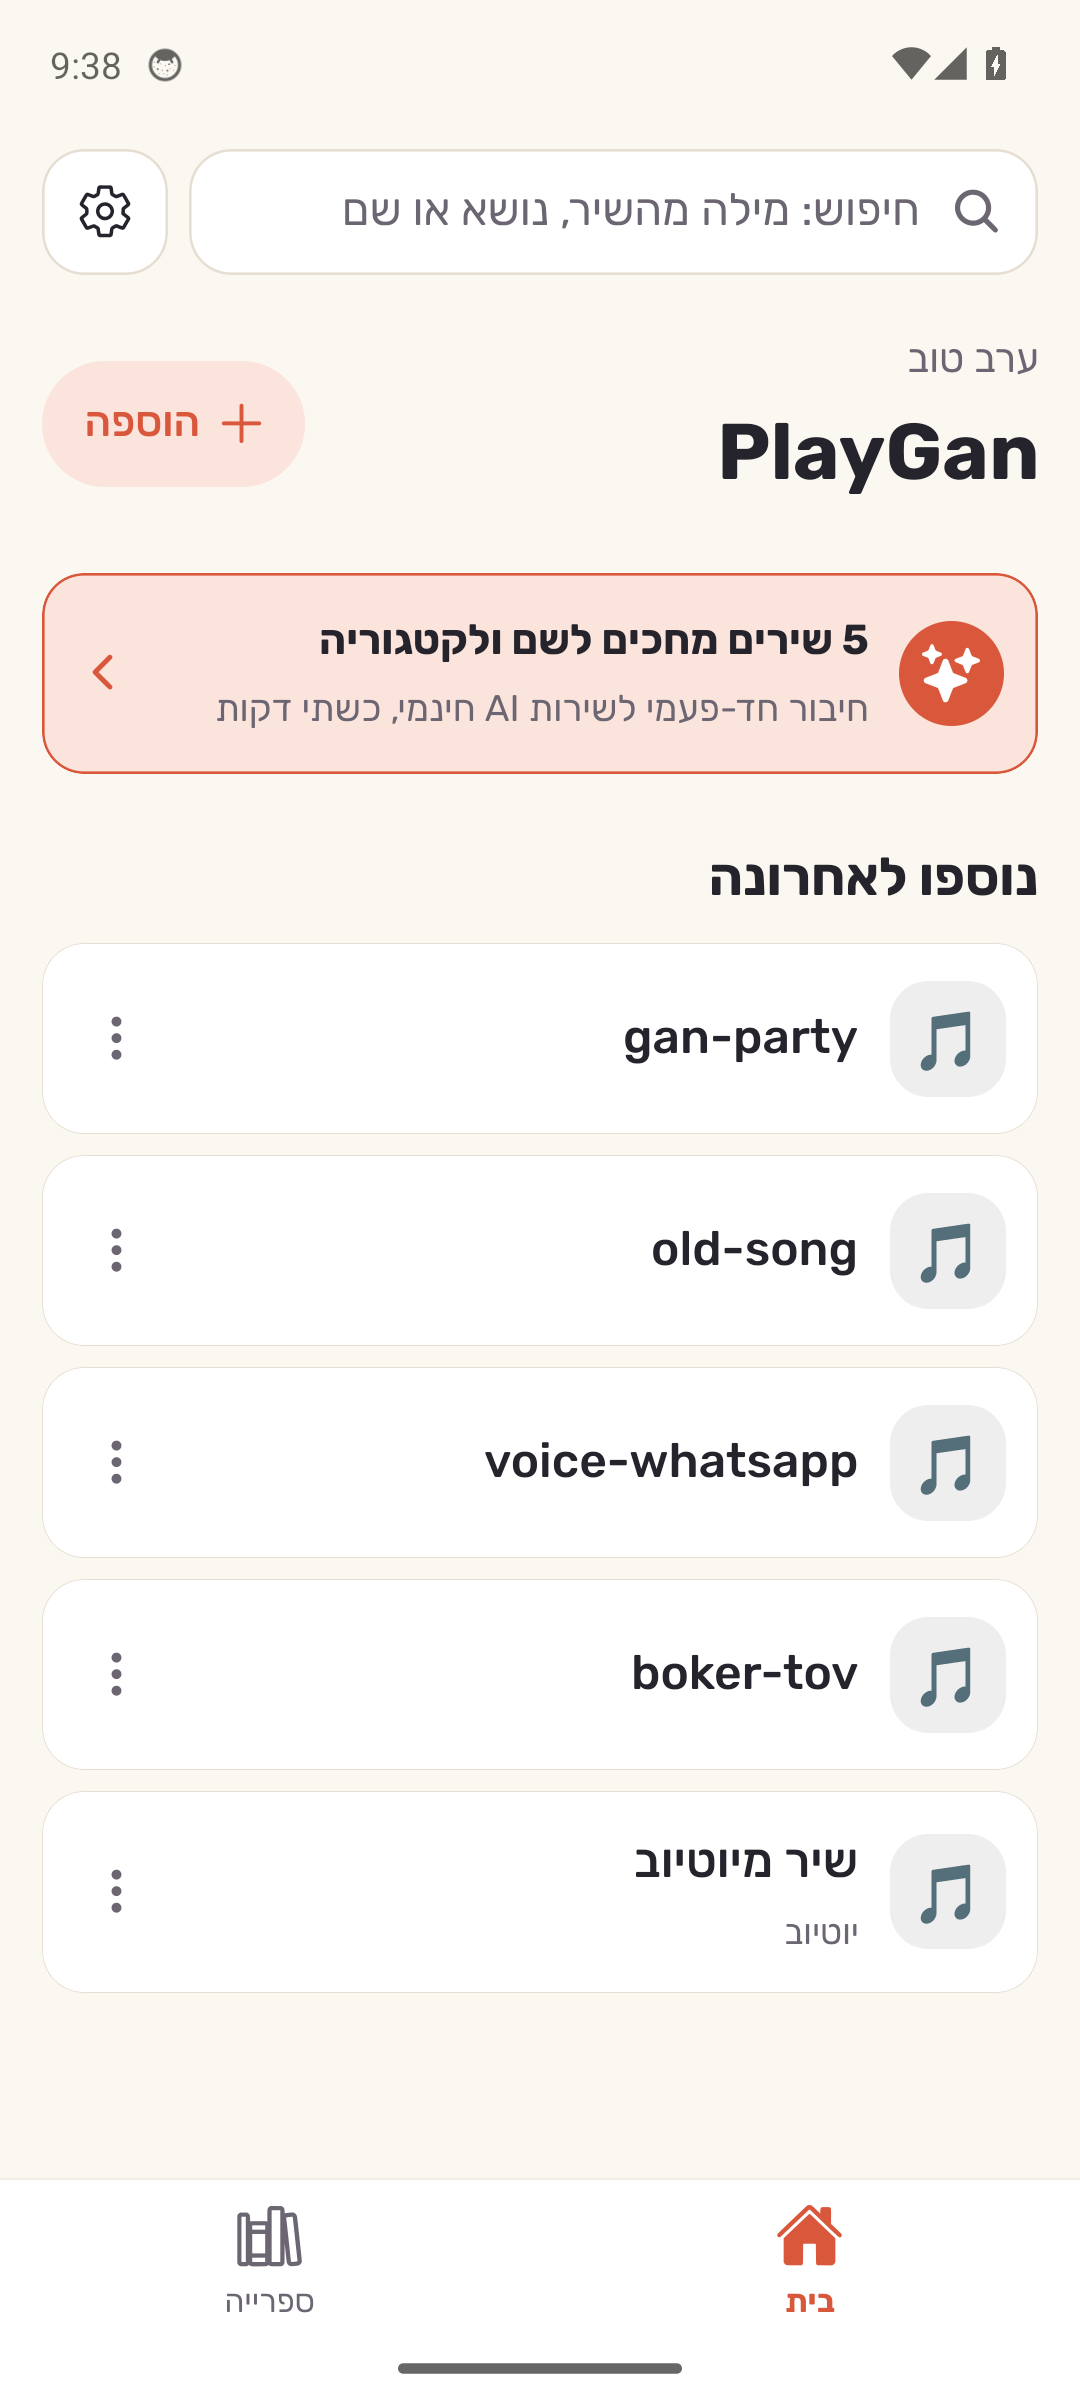 9:38
חיפוש: מילה מהשיר, נושא או שם
ערב טוב
PlayGan
הוספה
5 שירים מחכים לשם ולקטגוריה
חיבור חד-פעמי לשירות AI חינמי, כשתי דקות
נוספו לאחרונה
gan-party
old-song
voice-whatsapp
boker-tov
שיר מיוטיוב
יוטיוב
בית
ספרייה